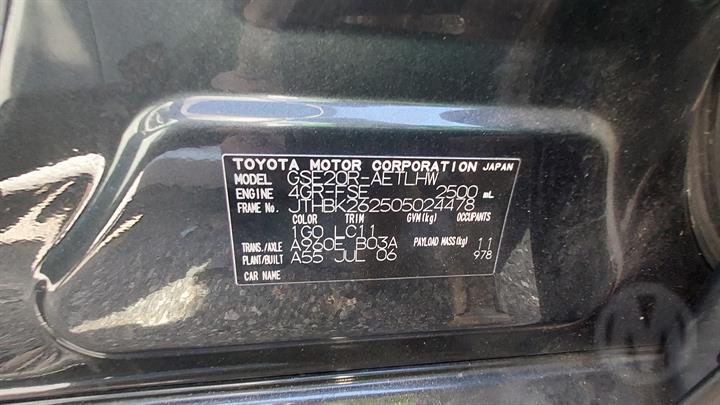 TOYOTA MOTOR CORPORATION JAPAN
MODEL GSE20R-AETLHW
ENGINE 4GR-FSE 2500 mL
FRAME No. JTHBK262505024478
COLOR TRIM GVM(kg) OCCUPANTS
1G0 LC11
TRANS./AXLE A960E B03A PAYLOAD MASS(kg) 11
PLANT/BUILT A55 JUL 06 978
CAR NAME
M